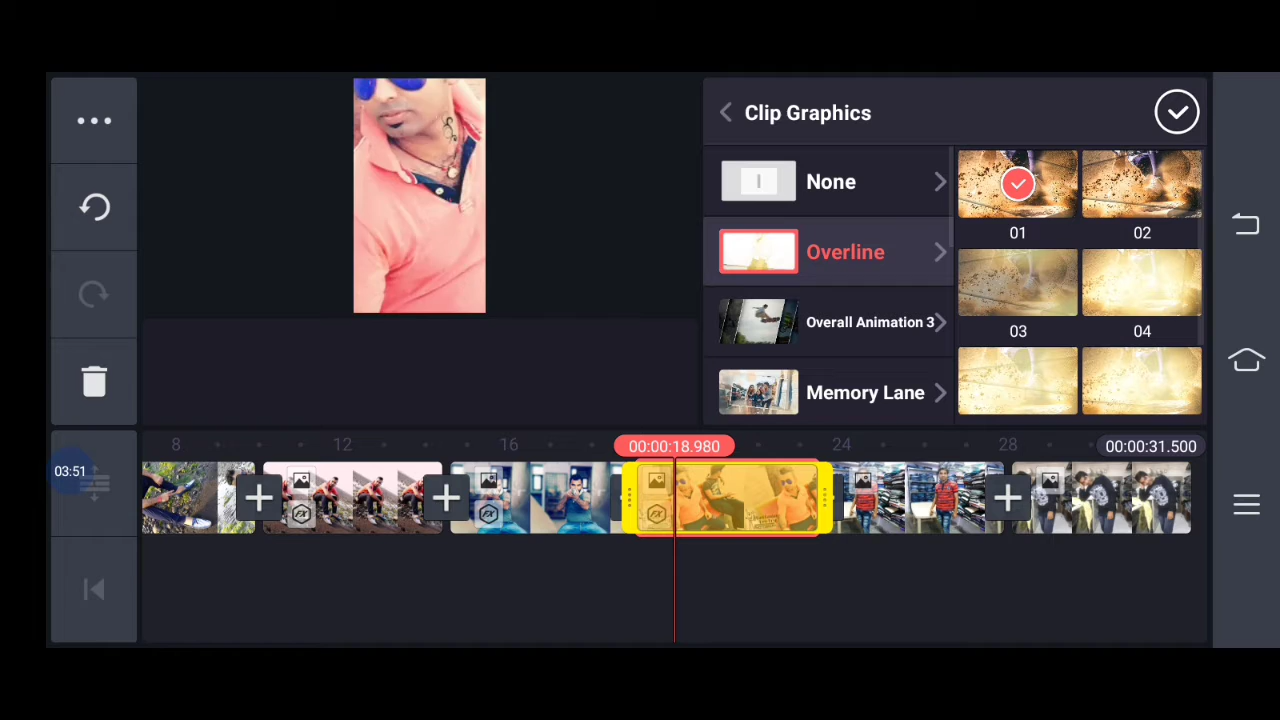 Clip Graphics
None
01
02
Overline
03
04
Overall Animation 3
Memory Lane
8
12
16
00:00:18.980
24
28
00:00:31.500
03:51